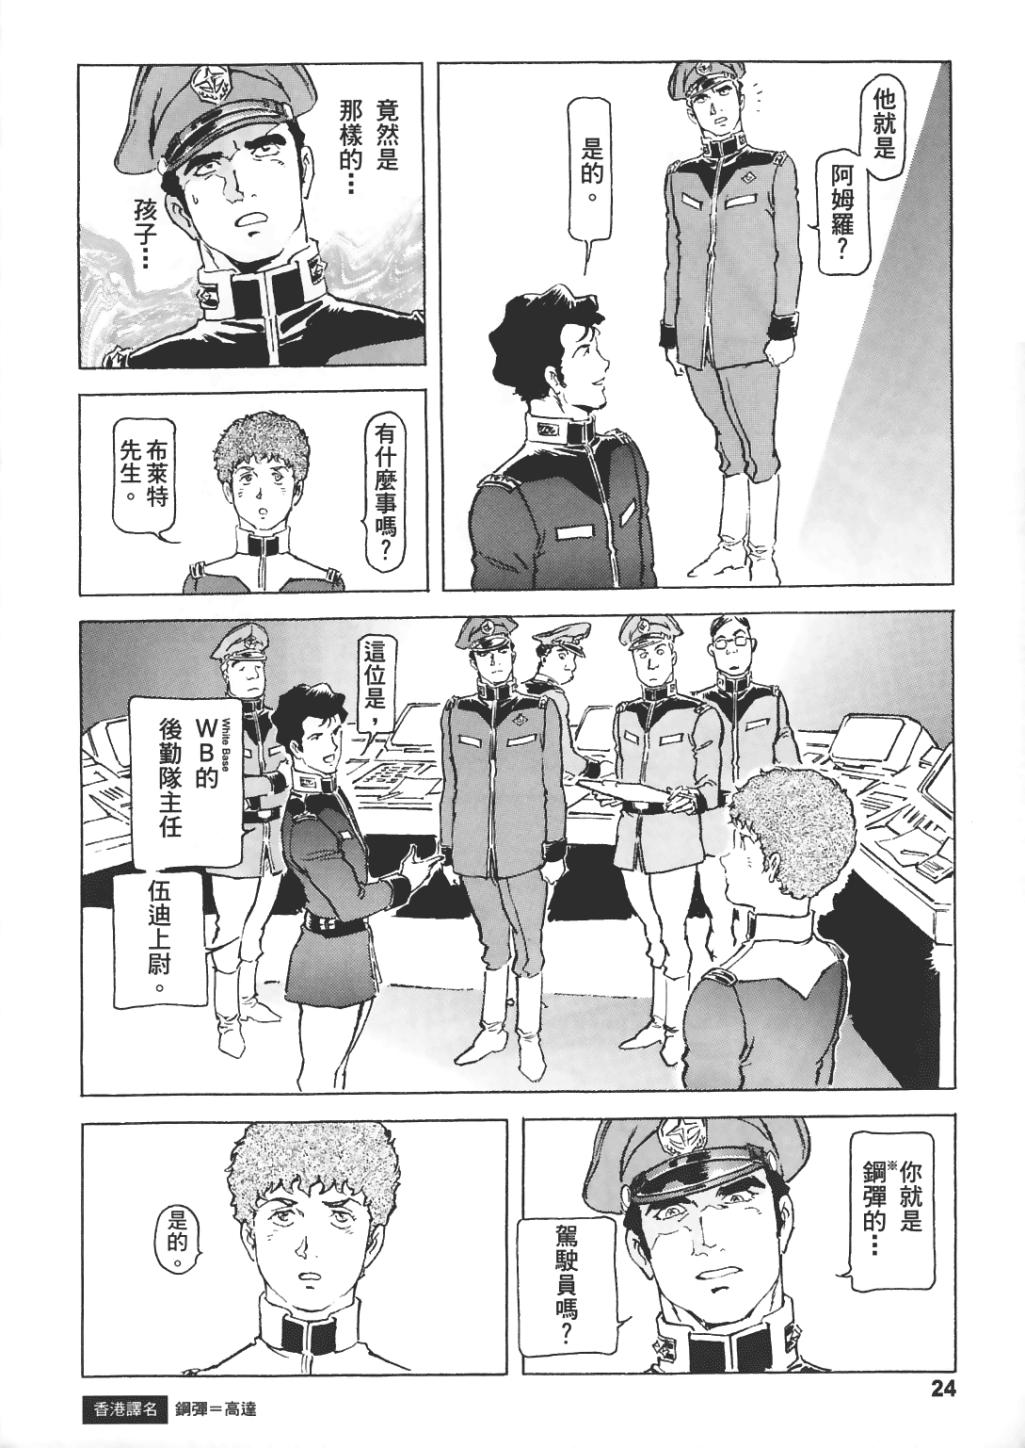 他就是
阿姆羅?
是的。
竟然是
那樣的…
孩子…
有什麼事嗎?
布萊特
先生。
這位是,
White Base
WB的
後勤隊主任
伍迪上尉。
你就是
※鋼彈的…
駕駛員嗎?
是的。
香港譯名 鋼彈=高達
24